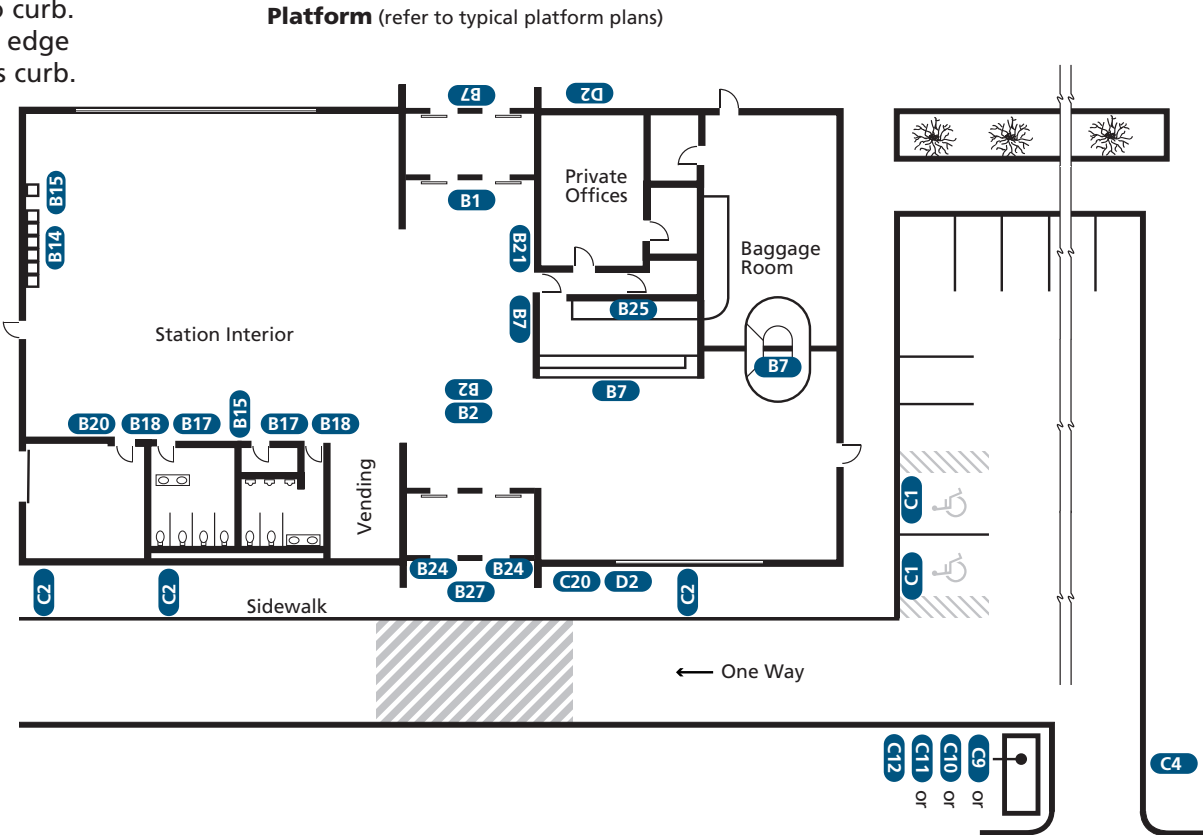 o curb.
edge
s curb.
Platform (refer to typical platform plans)
B7
D2
B15
B14
B1
Private
Offices
B21
Baggage
Room
B25
B7
Station Interior
B7
B2
B2
B7
B20
B18
B17
B15
B17
B18
Vending
C1
C1
B24
B24
B27
C20
D2
C2
C2
C2
Sidewalk
← One Way
C12
C11
or
C10
or
C9
or
C4